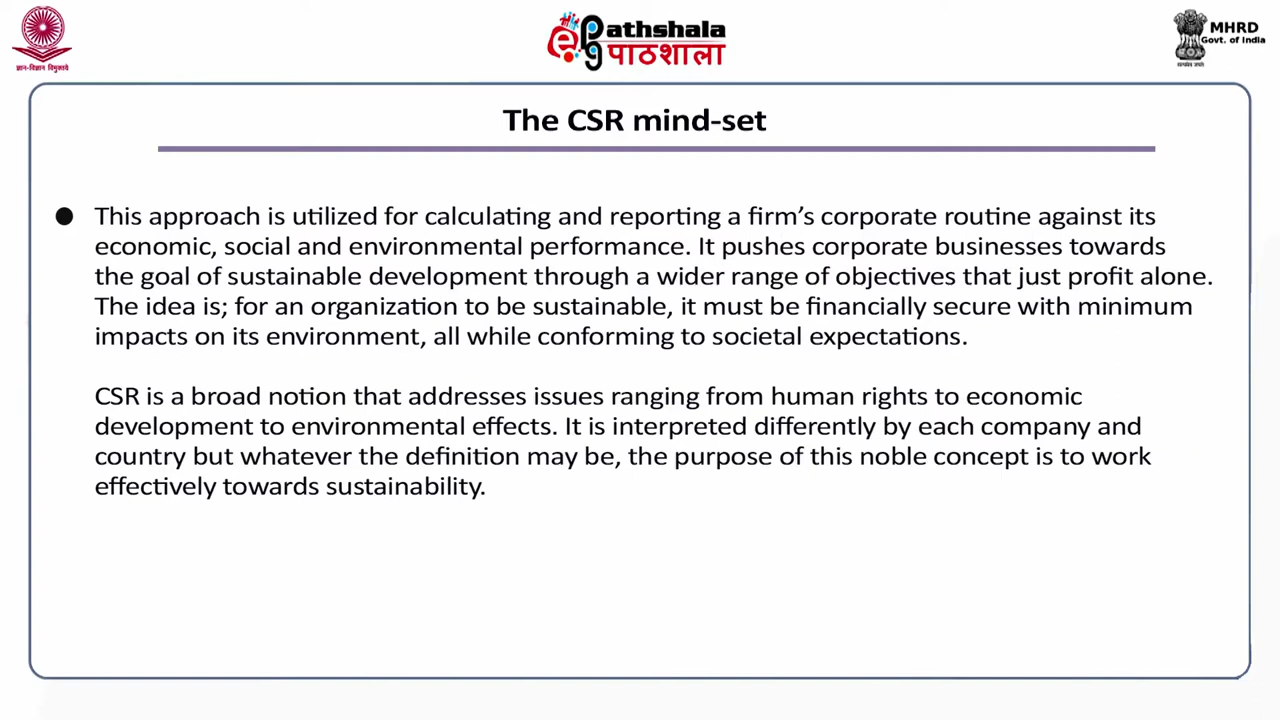 ज्ञान-विज्ञान विमुक्तये
epg pathshala
पाठशाला
MHRD
Govt. of India
The CSR mind-set
● This approach is utilized for calculating and reporting a firm's corporate routine against its
economic, social and environmental performance. It pushes corporate businesses towards
the goal of sustainable development through a wider range of objectives that just profit alone.
The idea is; for an organization to be sustainable, it must be financially secure with minimum
impacts on its environment, all while conforming to societal expectations.
CSR is a broad notion that addresses issues ranging from human rights to economic
development to environmental effects. It is interpreted differently by each company and
country but whatever the definition may be, the purpose of this noble concept is to work
effectively towards sustainability.